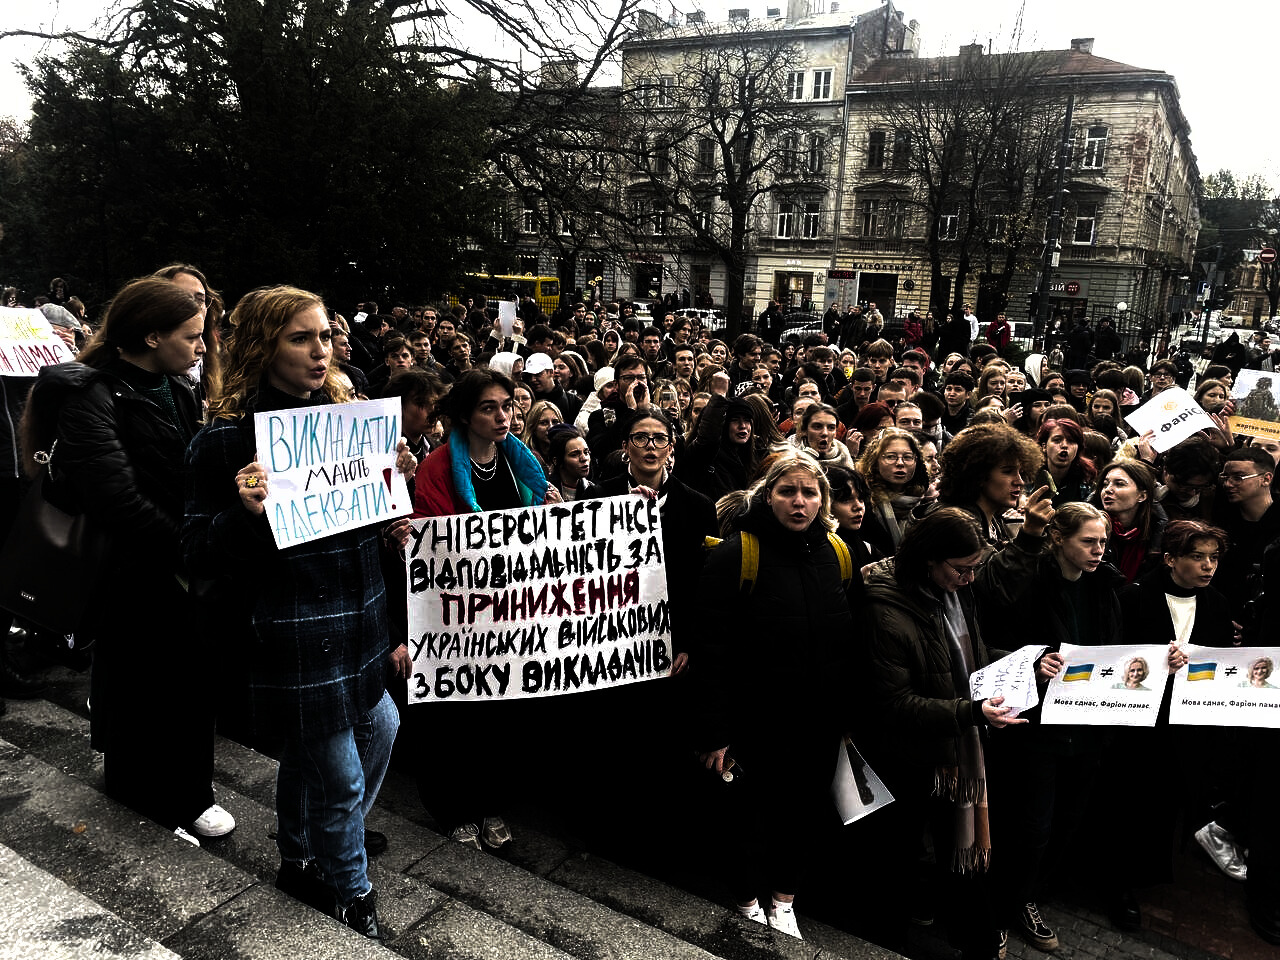 ВИКЛАДАТИ
МАЮТЬ
АДЕКВАТИ!
УНІВЕРСИТЕТ НЕСЕ
ВІДПОВІДАЛЬНІСТЬ ЗА
ПРИНИЖЕННЯ
УКРАЇНСЬКИХ ВІЙСЬКОВИХ
З БОКУ ВИКЛАДАЧІВ
≠
Мова єднає, Фаріон ламає.
≠
Мова єднає, Фаріон ламає.